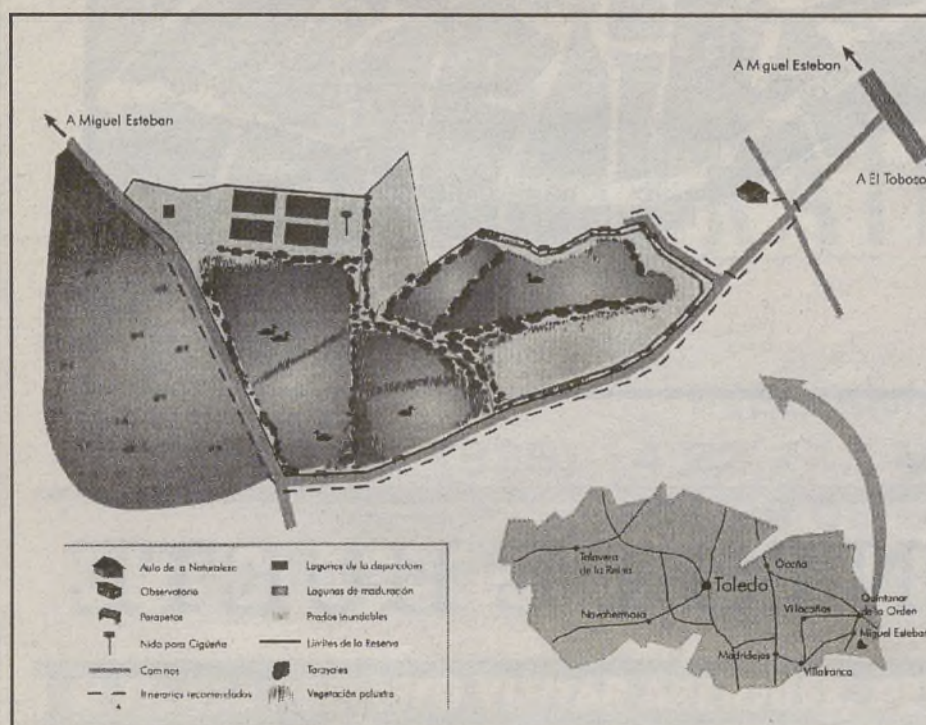 A Miguel Esteban
A Miguel Esteban
A El Toboso
Aula de la Naturaleza
Observatorio
Parapetos
Nido para Cigüeña
Caminos
Itinerarios recomendados
Lagunas de la depuradora
Lagunas de maduración
Prados inundables
Límites de la Reserva
Tarayales
Vegetación palustre
Talavera
de la Reina
Ocaña
Toledo
Navahermosa
Villacañas
Quintanar
de la Orden
Miguel Esteban
Madridejos
Villafranca